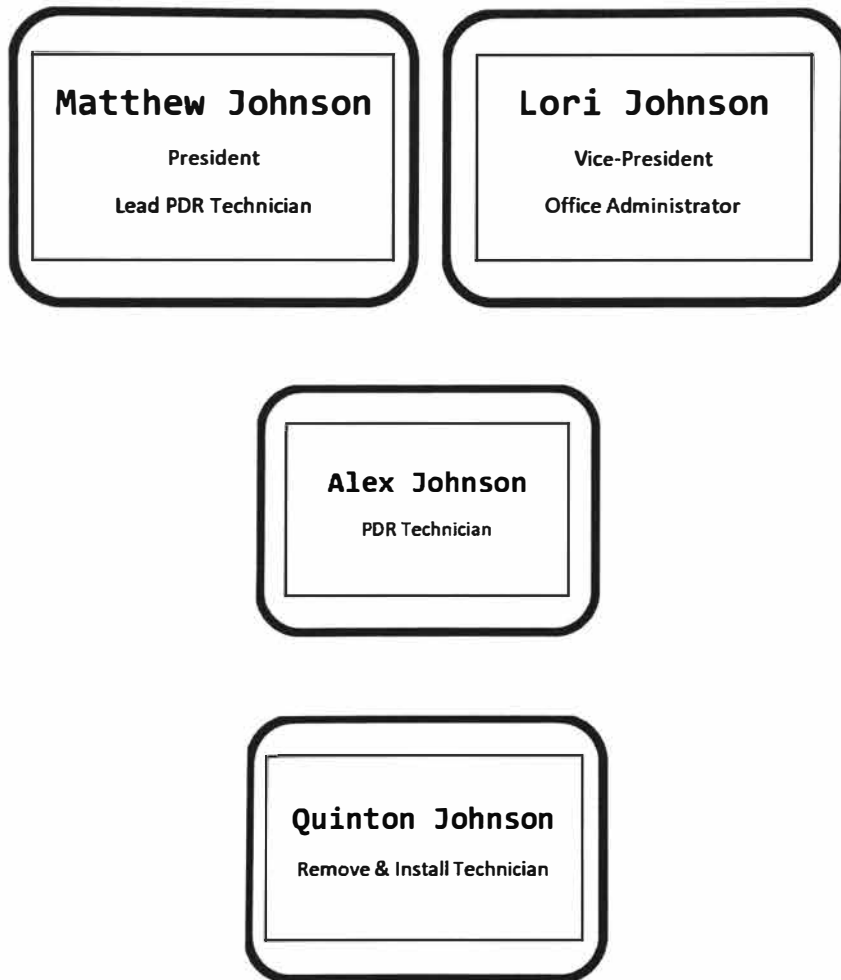 Matthew Johnson
President
Lead PDR Technician
Lori Johnson
Vice-President
Office Administrator
Alex Johnson
PDR Technician
Quinton Johnson
Remove & Install Technician